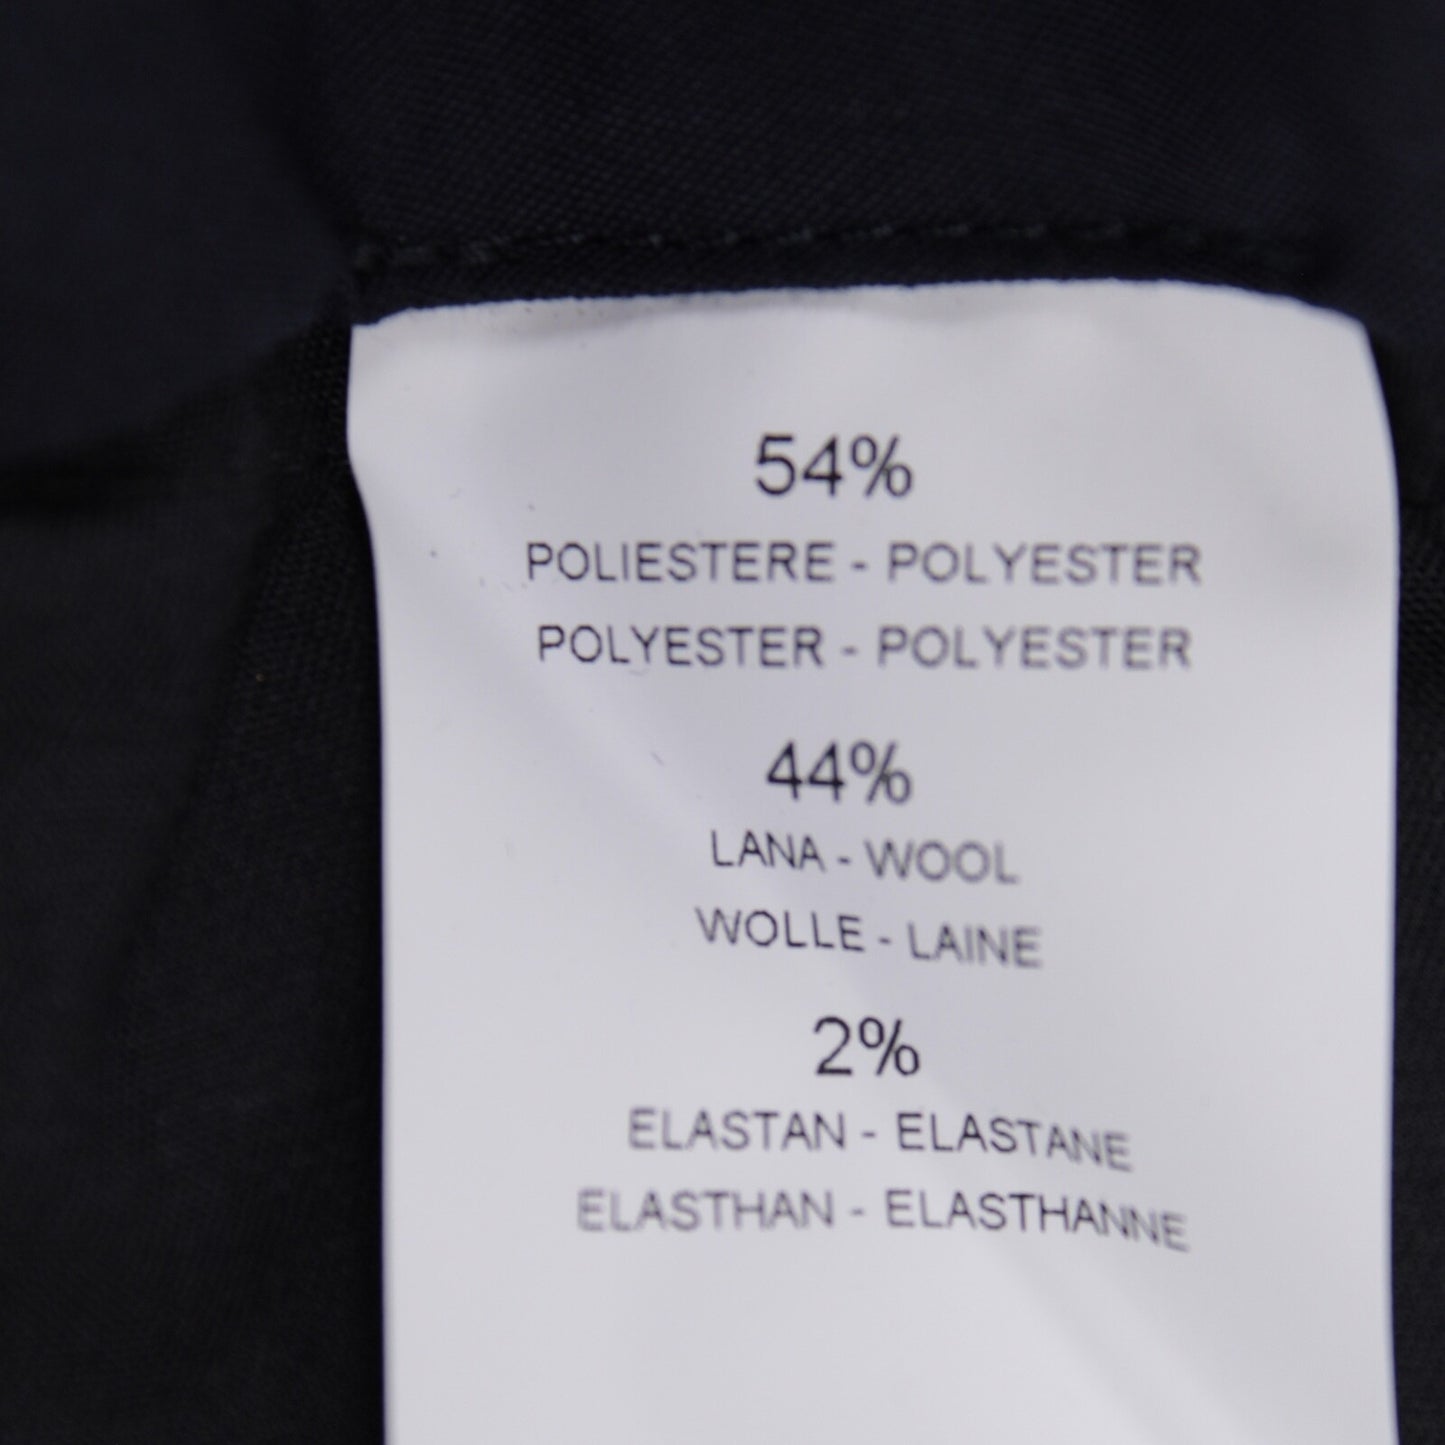 54%
POLIESTERE - POLYESTER
POLYESTER - POLYESTER
44%
LANA - WOOL
WOLLE - LAINE
2%
ELASTAN - ELASTANE
ELASTHAN - ELASTHANNE